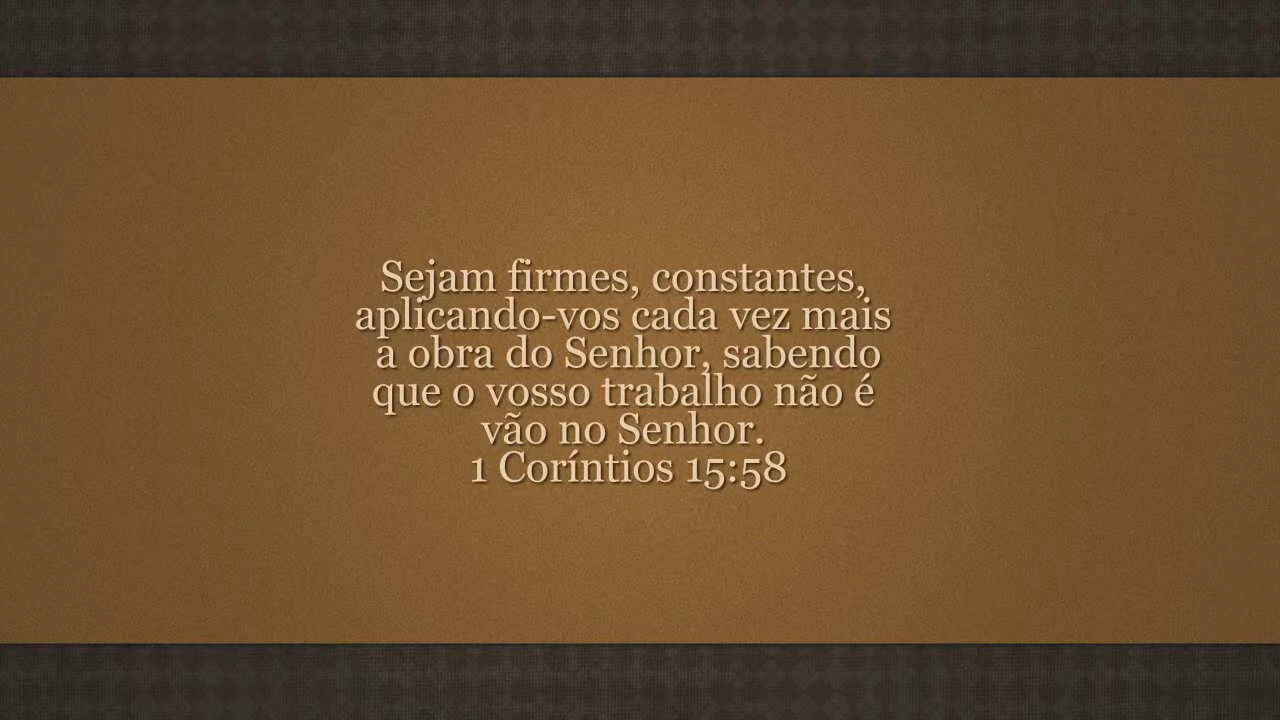 Sejam firmes, constantes,
aplicando-vos cada vez mais
a obra do Senhor, sabendo
que o vosso trabalho não é
vão no Senhor.
1 Coríntios 15:58